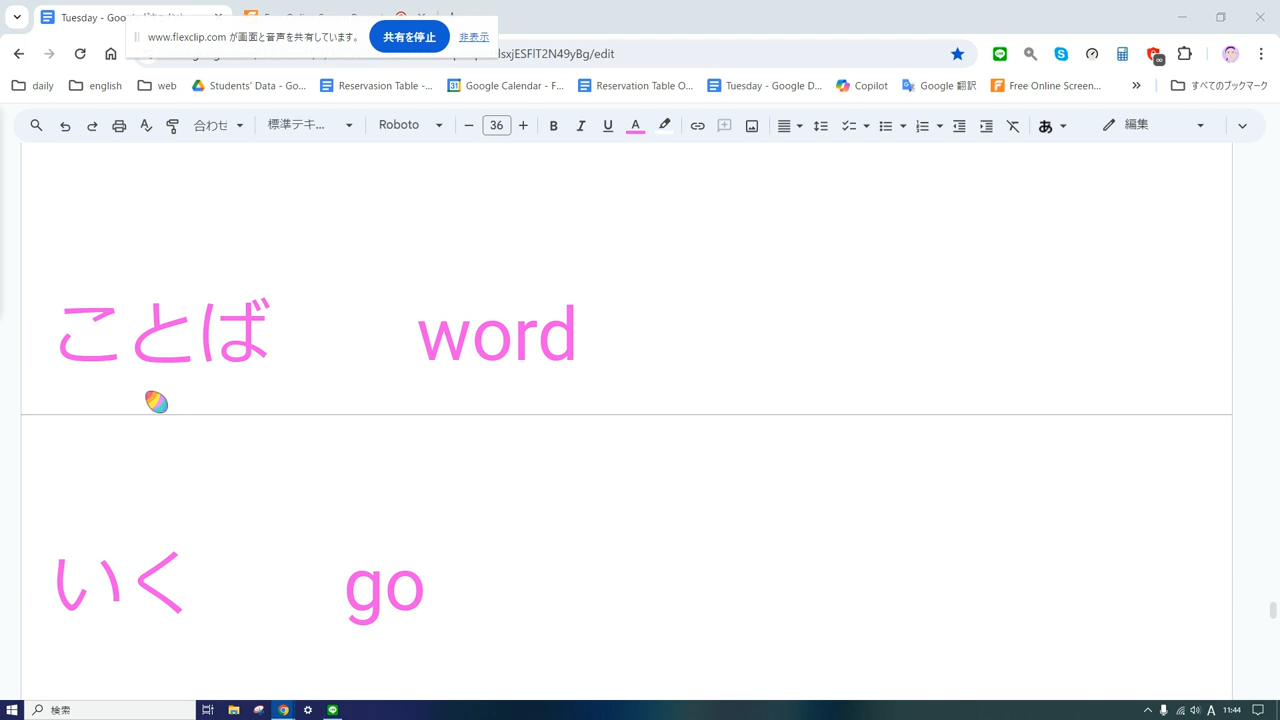 Tuesday - Goo
www.flexclip.com が画面と音声を共有しています。 共有を停止 非表示
lsxjESFlT2N49yBg/edit
daily english web Students' Data - Go... Reservasion Table -... Google Calendar - F... Reservation Table O... Tuesday - Google D... Copilot Google 翻訳 Free Online Screen... » すべてのブックマーク
合わせ 標準テキ... Roboto 36 B I U A あ 編集
ことば word
いく go
検索 A 11:44